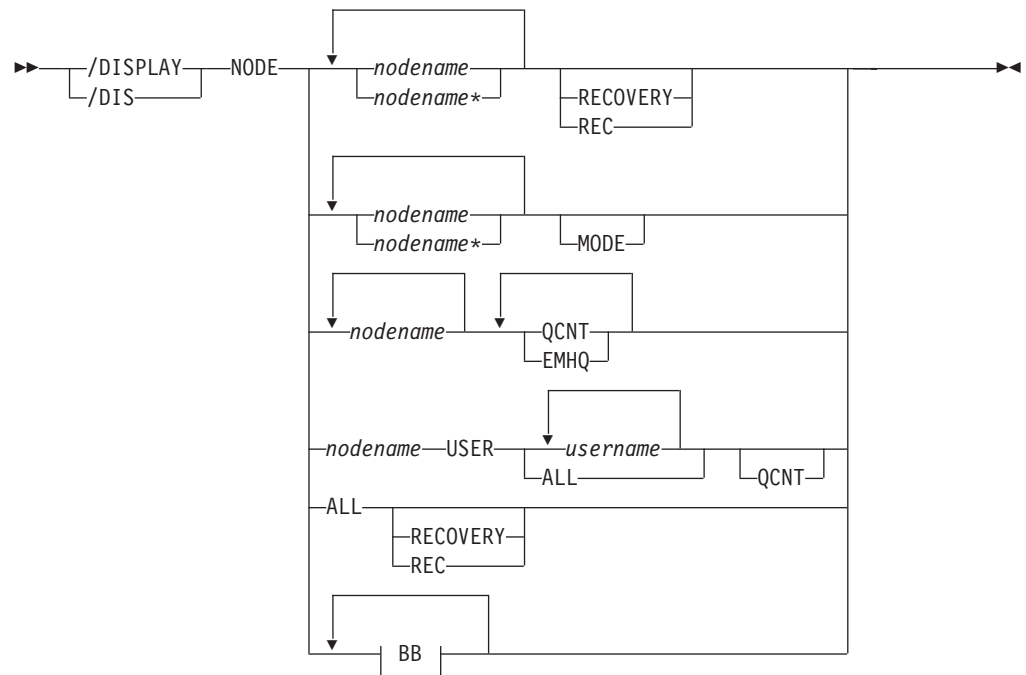 /DISPLAY NODE nodename
/DIS nodename* RECOVERY
REC
nodename
nodename* MODE
nodename QCNT
EMHQ
nodename USER username
ALL QCNT
ALL
RECOVERY
REC
BB